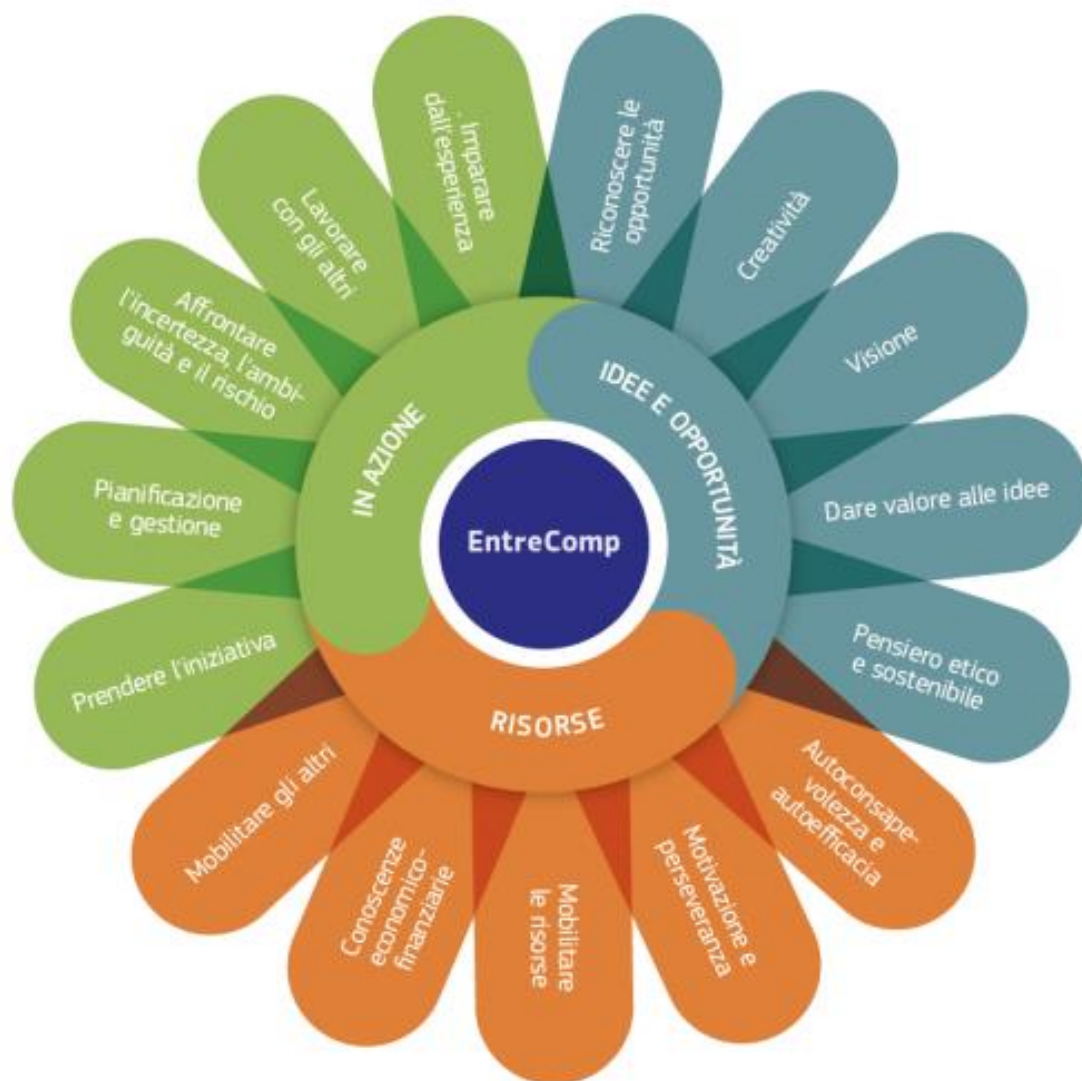 EntreComp
IDEE E OPPORTUNITÀ
Riconoscere le
opportunità
Creatività
Visione
Dare valore alle idee
Pensiero etico
e sostenibile
RISORSE
Autoconsape-
volezza e
autoefficacia
Motivazione e
perseveranza
Mobilitare
le risorse
Conoscenze
economico-
finanziarie
Mobilitare gli altri
IN AZIONE
Prendere l'iniziativa
Pianificazione
e gestione
Affrontare
l'incertezza, l'ambi-
guità e il rischio
Lavorare
con gli altri
Imparare
dall'esperienza